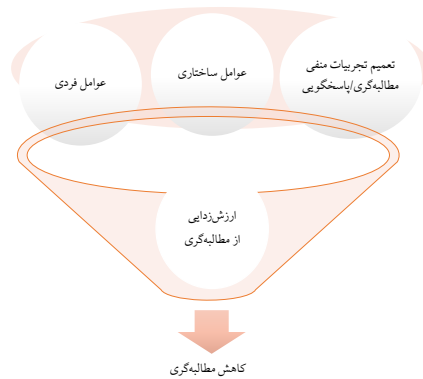 تعمیم تجربیات منفی
مطالبه‌گری/پاسخگویی
عوامل ساختاری
عوامل فردی
ارزش‌زدایی
از مطالبه‌گری
کاهش مطالبه‌گری